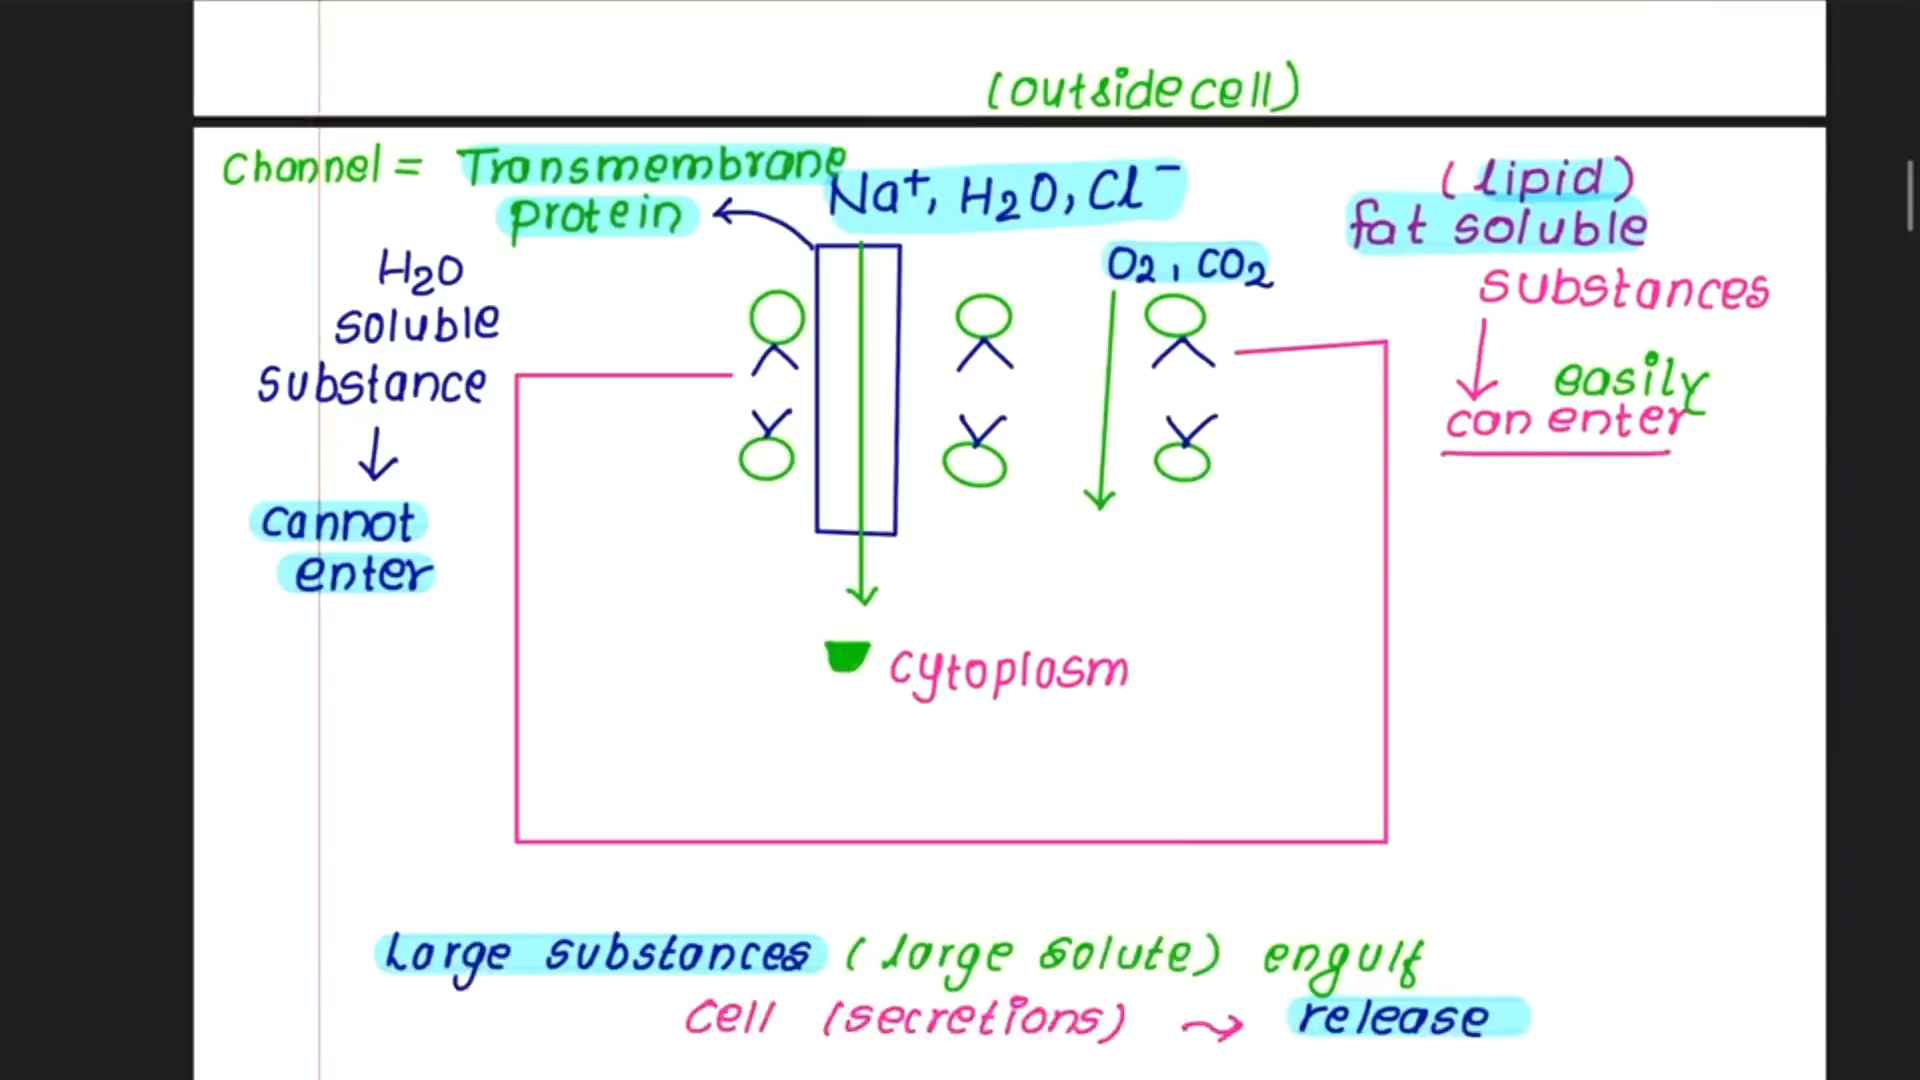 (outside cell)
Channel = Transmembrane
protein
Na⁺, H₂O, Cl⁻
(lipid)
fat soluble
substances
easily
can enter
O₂, CO₂
H₂O
soluble
substance
cannot
enter
cytoplasm
Large substances (large solute) engulf
Cell (secretions) → release